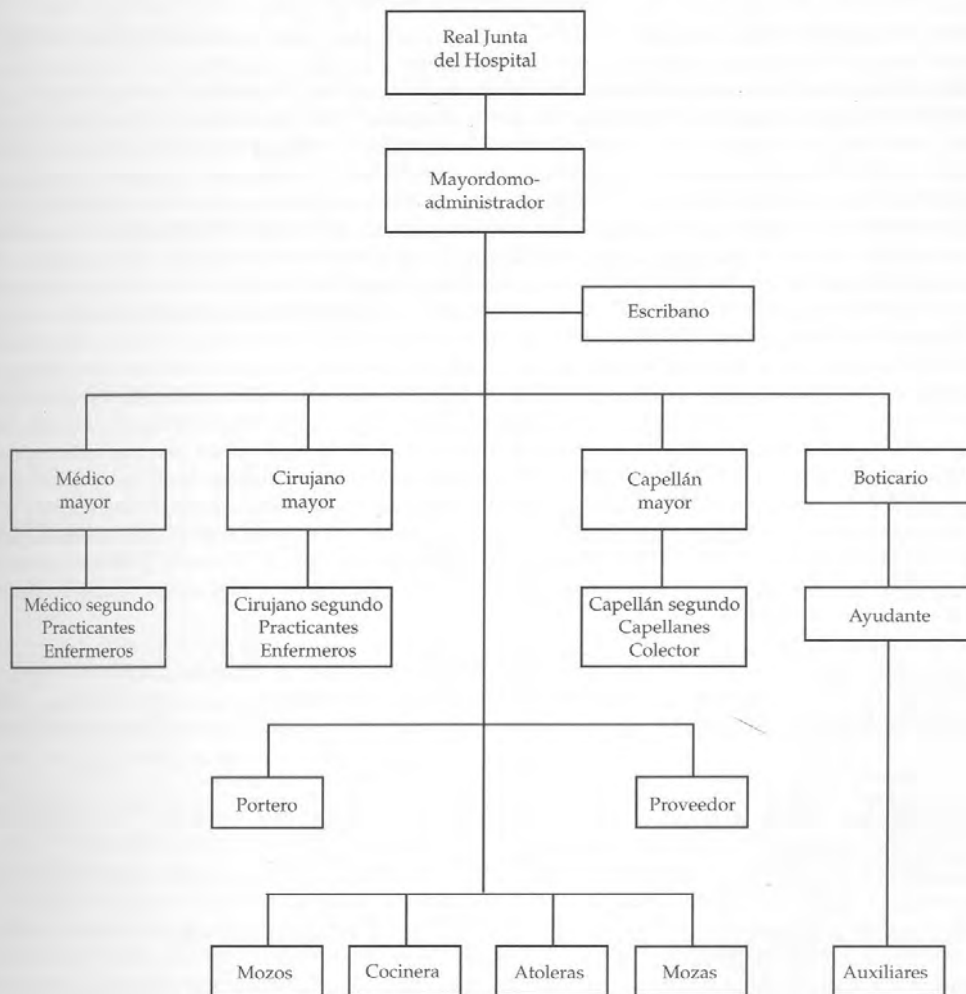 Real Junta
del Hospital
Mayordomo-
administrador
Escribano
Médico
mayor
Cirujano
mayor
Capellán
mayor
Boticario
Médico segundo
Practicantes
Enfermeros
Cirujano segundo
Practicantes
Enfermeros
Capellán segundo
Capellanes
Colector
Ayudante
Portero
Proveedor
Mozos
Cocinera
Atoleras
Mozas
Auxiliares